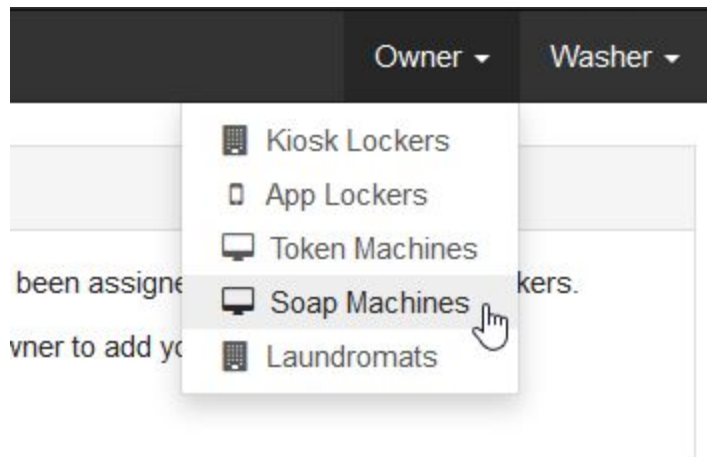 Owner Washer
Kiosk Lockers
App Lockers
Token Machines
been assigne kers.
Soap Machines
vner to add yo
Laundromats